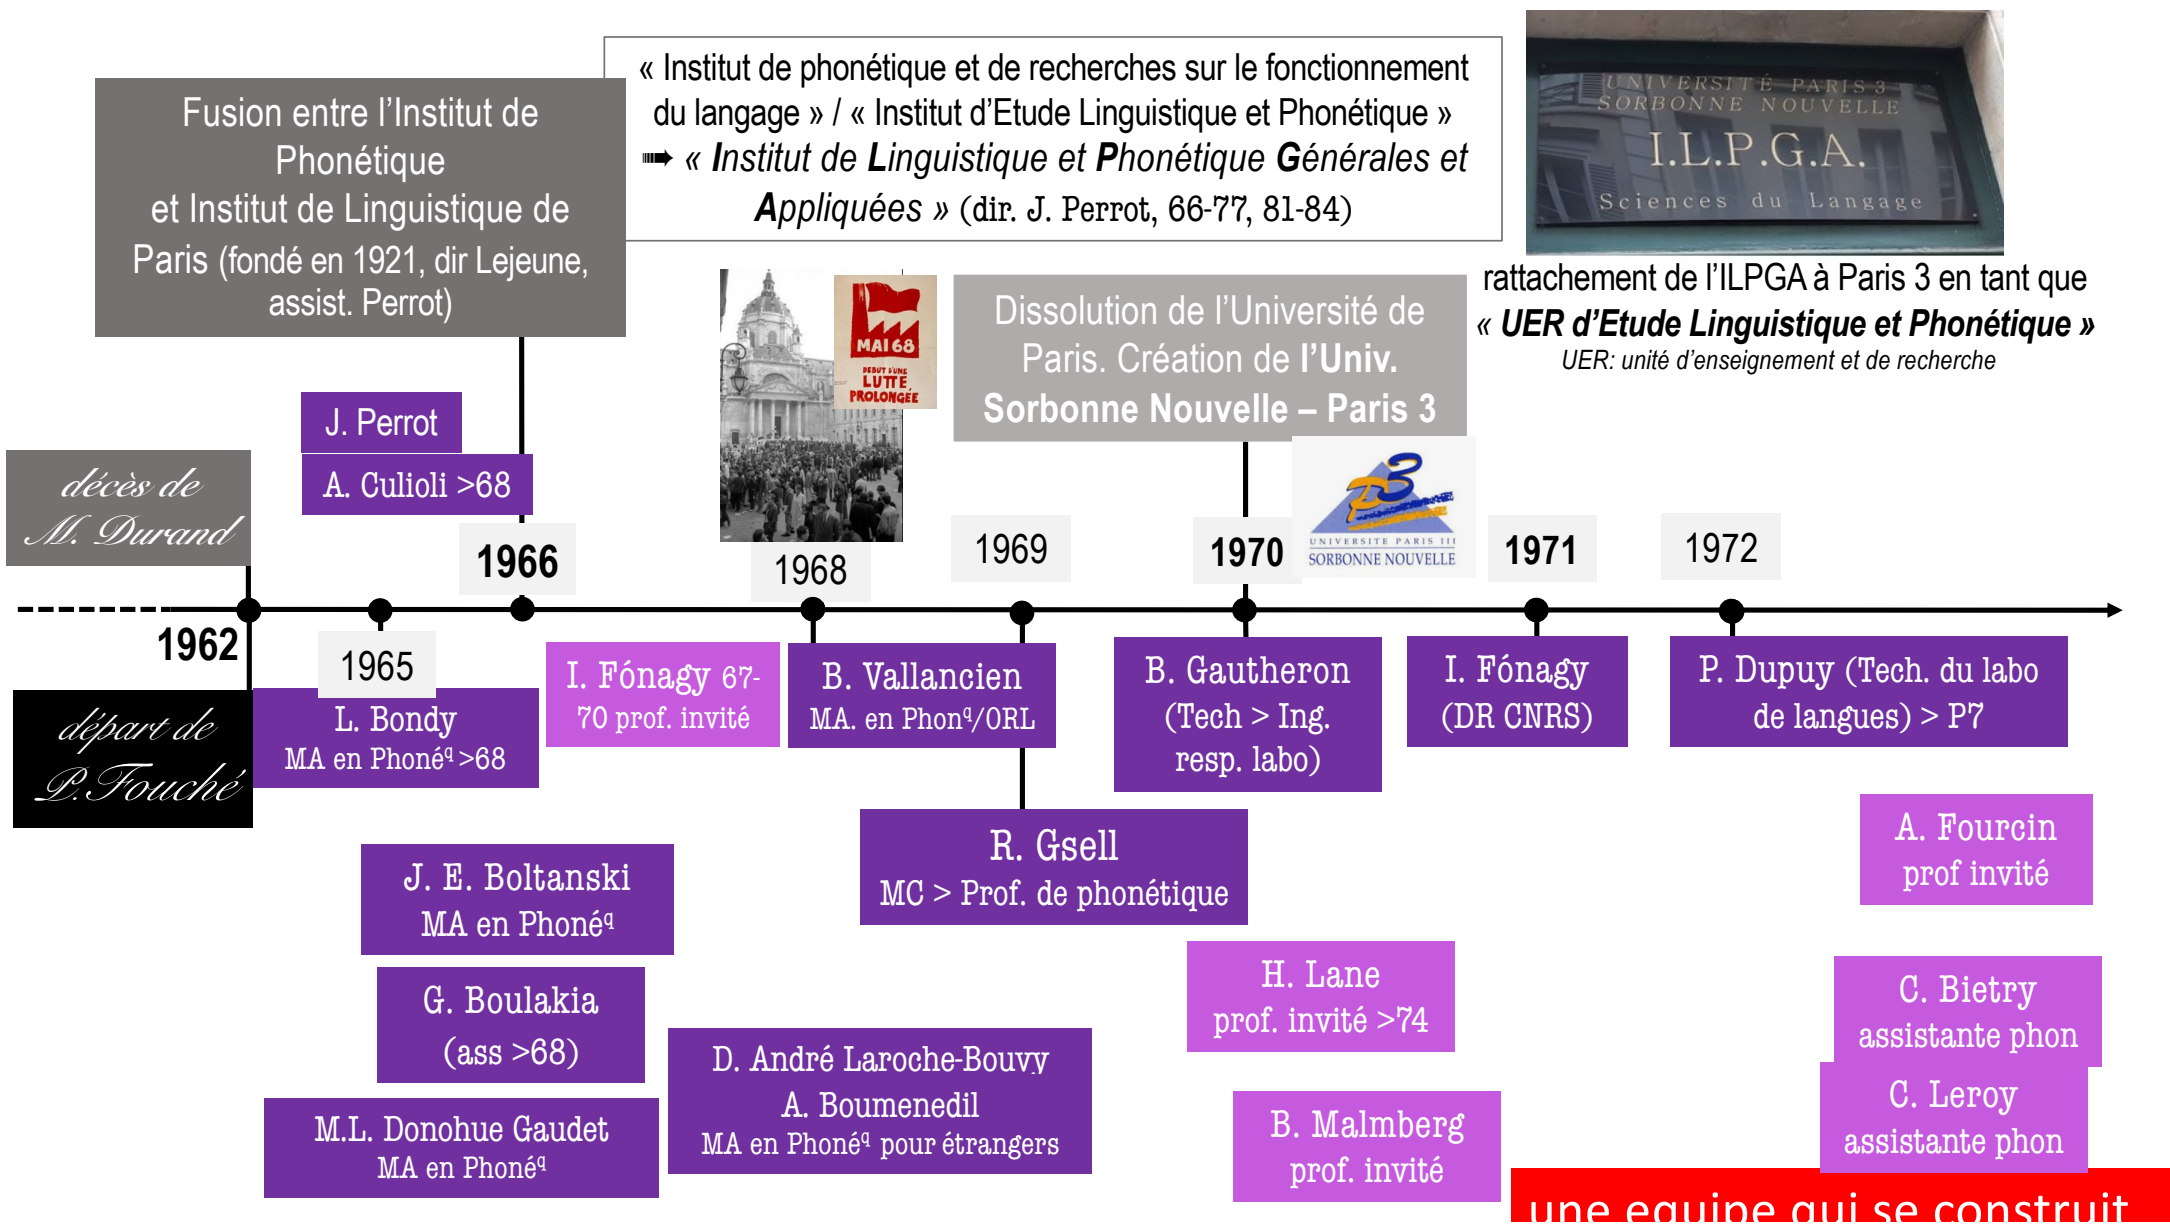 « Institut de phonétique et de recherches sur le fonctionnement
du langage » / « Institut d’Etude Linguistique et Phonétique »
➠ « Institut de Linguistique et Phonétique Générales et
Appliquées » (dir. J. Perrot, 66-77, 81-84)
Fusion entre l’Institut de
Phonétique
et Institut de Linguistique de
Paris (fondé en 1921, dir Lejeune,
assist. Perrot)
UNIVERSITÉ PARIS 3
SORBONNE NOUVELLE
I.L.P.G.A.
Sciences du Langage
rattachement de l’ILPGA à Paris 3 en tant que
« UER d’Etude Linguistique et Phonétique »
UER: unité d’enseignement et de recherche
MAI 68
DEBUT D'UNE
LUTTE
PROLONGÉE
Dissolution de l’Université de
Paris. Création de l’Univ.
Sorbonne Nouvelle – Paris 3
J. Perrot
A. Culioli >68
décès de
M. Durand
P3
UNIVERSITE PARIS III
SORBONNE NOUVELLE
1962
1965
1966
1968
1969
1970
1971
1972
départ de
P. Fouché
L. Bondy
MA en Phonéq >68
I. Fónagy 67-
70 prof. invité
B. Vallancien
MA. en Phonq/ORL
B. Gautheron
(Tech > Ing.
resp. labo)
I. Fónagy
(DR CNRS)
P. Dupuy (Tech. du labo
de langues) > P7
J. E. Boltanski
MA en Phonéq
R. Gsell
MC > Prof. de phonétique
A. Fourcin
prof invité
G. Boulakia
(ass >68)
H. Lane
prof. invité >74
C. Bietry
assistante phon
D. André Laroche-Bouvy
A. Boumenedil
MA en Phonéq pour étrangers
M.L. Donohue Gaudet
MA en Phonéq
B. Malmberg
prof. invité
C. Leroy
assistante phon
une equipe qui se construit